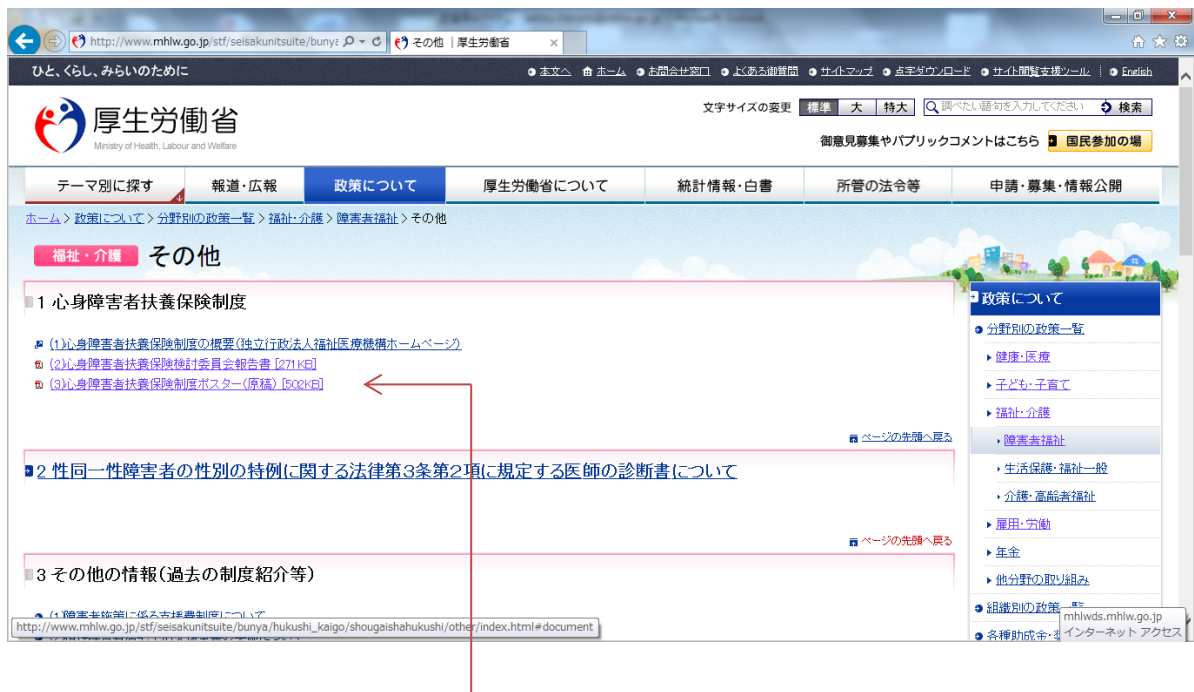 http://www.mhlw.go.jp/stf/seisakunitsuite/bunya
その他 | 厚生労働省
ひと、くらし、みらいのために
本文へ ホーム お問合せ窓口 よくある御質問 サイトマップ 点字ダウンロード サイト閲覧支援ツール English
厚生労働省
Ministry of Health, Labour and Welfare
文字サイズの変更 標準 大 特大 調べたい語句を入力してください 検索
御意見募集やパブリックコメントはこちら 国民参加の場
テーマ別に探す 報道・広報 政策について 厚生労働省について 統計情報・白書 所管の法令等 申請・募集・情報公開
ホーム > 政策について > 分野別の政策一覧 > 福祉・介護 > 障害者福祉 > その他
福祉・介護 その他
1 心身障害者扶養保険制度
(1)心身障害者扶養保険制度の概要(独立行政法人福祉医療機構ホームページ)
(2)心身障害者扶養保険検討委員会報告書 [271KB]
(3)心身障害者扶養保険制度ポスター(原稿) [502KB]
ページの先頭へ戻る
2 性同一性障害者の性別の特例に関する法律第3条第2項に規定する医師の診断書について
ページの先頭へ戻る
3 その他の情報(過去の制度紹介等)
(1)障害者施策に係る支援費制度について
http://www.mhlw.go.jp/stf/seisakunitsuite/bunya/hukushi_kaigo/shougaishahukushi/other/index.html#document
政策について
分野別の政策一覧
健康・医療
子ども・子育て
福祉・介護
障害者福祉
生活保護・福祉一般
介護・高齢者福祉
雇用・労働
年金
他分野の取り組み
組織別の政策一覧
各種助成金・
mhlwds.mhlw.go.jp
インターネット アクセス